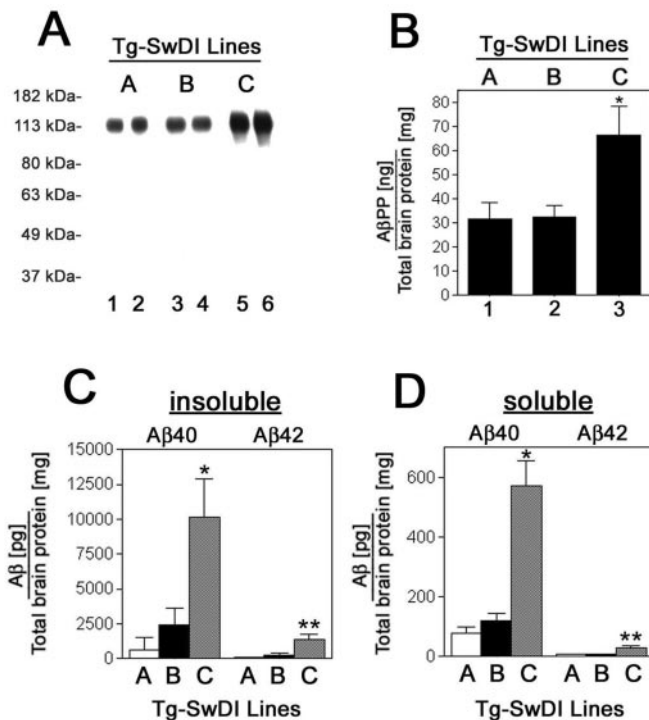 A
Tg-SwDI Lines
A B C
182 kDa-
113 kDa-
80 kDa-
63 kDa-
49 kDa-
37 kDa-
1 2 3 4 5 6
B
Tg-SwDI Lines
A B C
AβPP [ng]
Total brain protein [mg]
80
70
60
50
40
30
20
10
0
*
1 2 3
C
insoluble
Aβ40 Aβ42
Aβ [pg]
Total brain protein [mg]
15000
12500
10000
7500
5000
2500
0
*
**
A B C A B C
Tg-SwDI Lines
D
soluble
Aβ40 Aβ42
Aβ [pg]
Total brain protein [mg]
600
400
200
0
*
**
A B C A B C
Tg-SwDI Lines